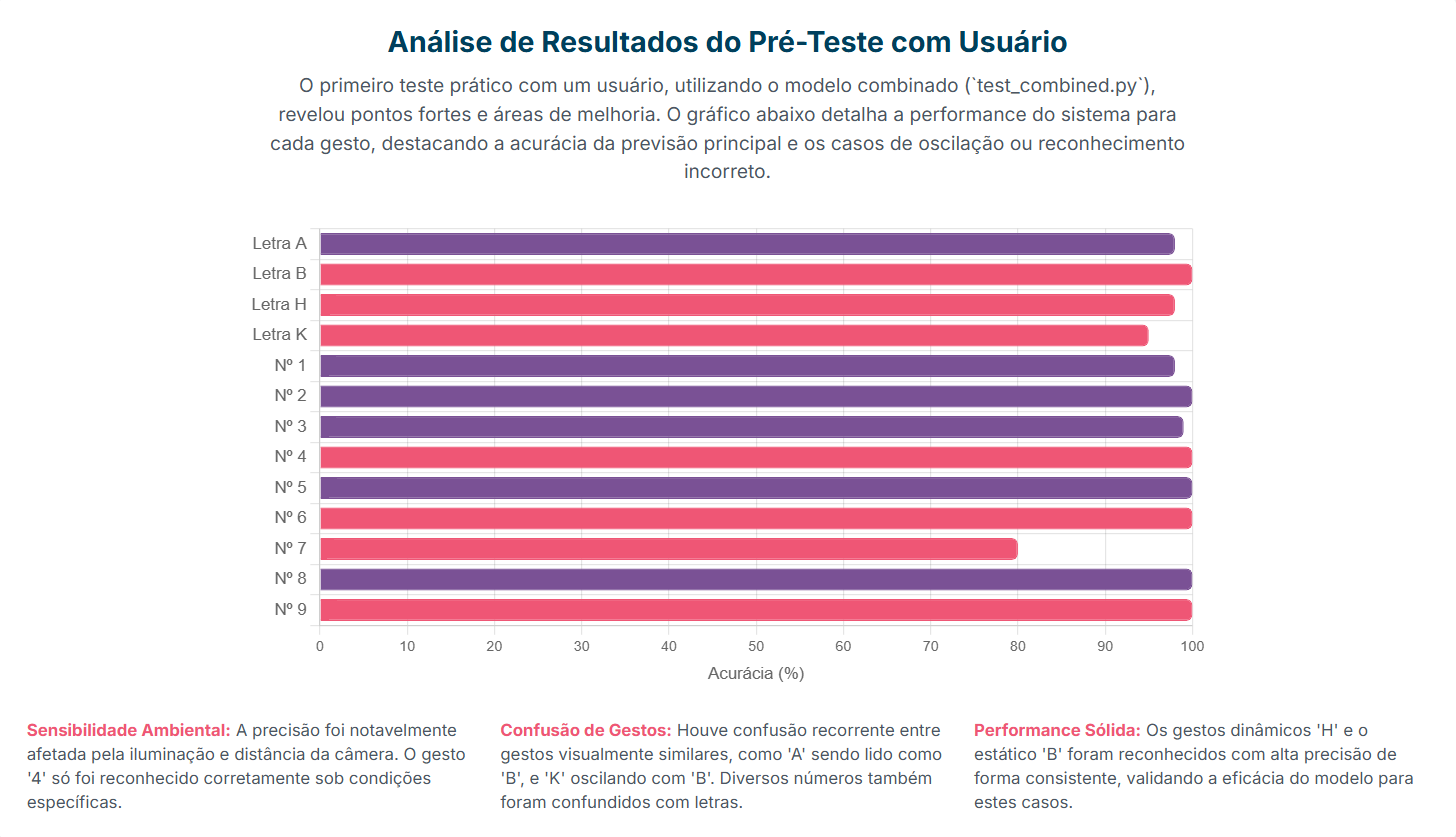 Análise de Resultados do Pré-Teste com Usuário
O primeiro teste prático com um usuário, utilizando o modelo combinado (`test_combined.py`),
revelou pontos fortes e áreas de melhoria. O gráfico abaixo detalha a performance do sistema para
cada gesto, destacando a acurácia da previsão principal e os casos de oscilação ou reconhecimento
incorreto.
Letra A
Letra B
Letra H
Letra K
Nº 1
Nº 2
Nº 3
Nº 4
Nº 5
Nº 6
Nº 7
Nº 8
Nº 9
0 10 20 30 40 50 60 70 80 90 100
Acurácia (%)
Sensibilidade Ambiental: A precisão foi notavelmente
afetada pela iluminação e distância da câmera. O gesto
'4' só foi reconhecido corretamente sob condições
específicas.
Confusão de Gestos: Houve confusão recorrente entre
gestos visualmente similares, como 'A' sendo lido como
'B', e 'K' oscilando com 'B'. Diversos números também
foram confundidos com letras.
Performance Sólida: Os gestos dinâmicos 'H' e o
estático 'B' foram reconhecidos com alta precisão de
forma consistente, validando a eficácia do modelo para
estes casos.